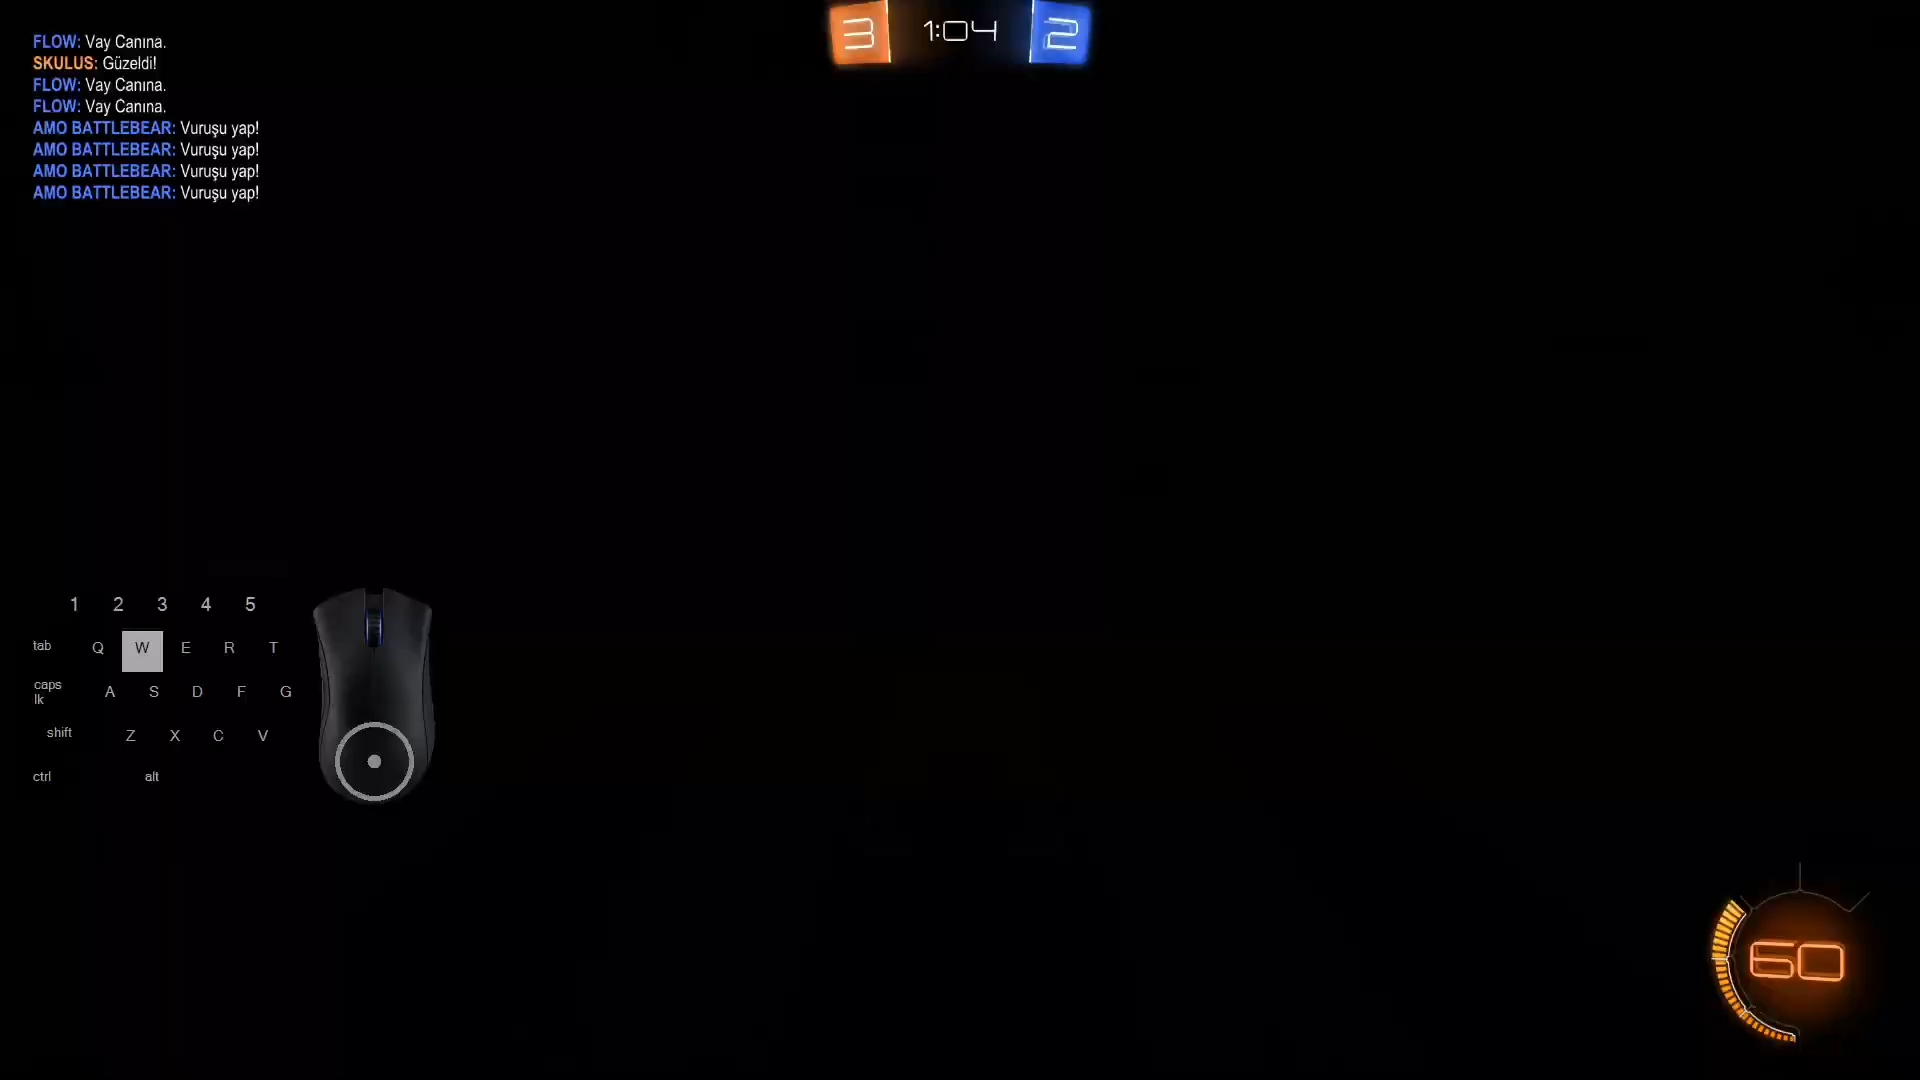 3 1:04 2
FLOW: Vay Canına.
SKULUS: Güzeldi!
FLOW: Vay Canına.
FLOW: Vay Canına.
AMO BATTLEBEAR: Vuruşu yap!
AMO BATTLEBEAR: Vuruşu yap!
AMO BATTLEBEAR: Vuruşu yap!
AMO BATTLEBEAR: Vuruşu yap!
1 2 3 4 5
tab Q W E R T
caps
lk A S D F G
shift Z X C V
ctrl alt
60